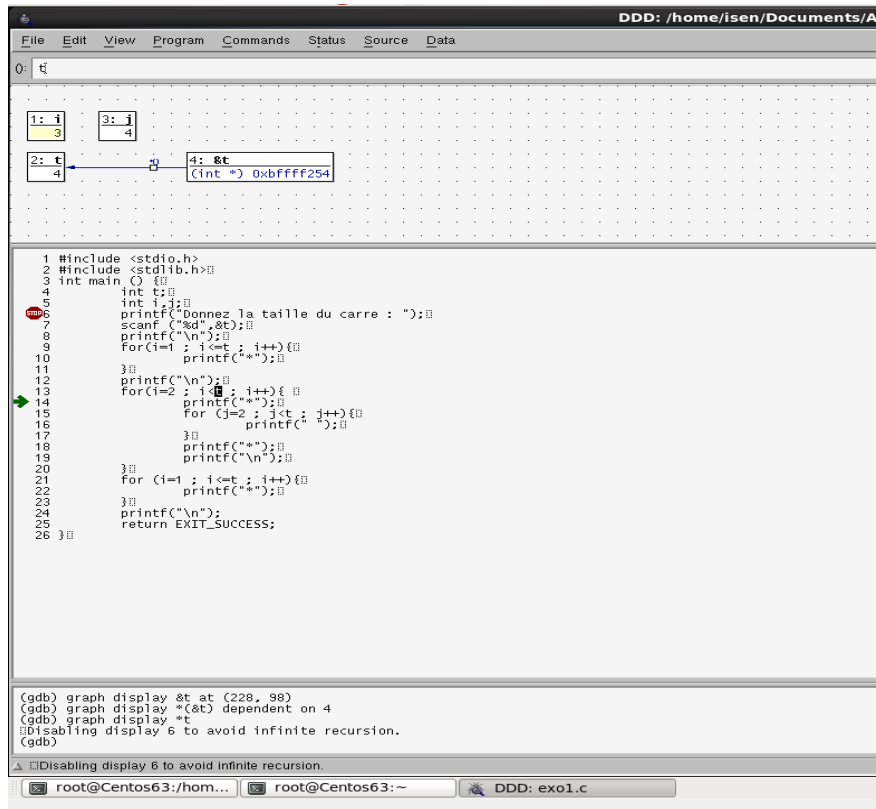 DDD: /home/isen/Documents/A
File Edit View Program Commands Status Source Data
(): t
1: i
3
3: j
4
2: t
4
*()
4: &t
(int *) 0xbffff254
1 #include <stdio.h>
2 #include <stdlib.h>
3 int main () {
4 int t;
5 int i,j;
STOP 6 printf("Donnez la taille du carre : ");
7 scanf ("%d",&t);
8 printf("\n");
9 for(i=1 ; i<=t ; i++){
10 printf("*");
11 }
12 printf("\n");
13 for(i=2 ; i<t ; i++){
14 printf("*");
15 for (j=2 ; j<t ; j++){
16 printf(" ");
17 }
18 printf("*");
19 printf("\n");
20 }
21 for (i=1 ; i<=t ; i++){
22 printf("*");
23 }
24 printf("\n");
25 return EXIT_SUCCESS;
26 }
(gdb) graph display &t at (228, 98)
(gdb) graph display *(&t) dependent on 4
(gdb) graph display *t
Disabling display 6 to avoid infinite recursion.
(gdb)
Disabling display 6 to avoid infinite recursion.
root@Centos63:/hom... root@Centos63:~ DDD: exo1.c